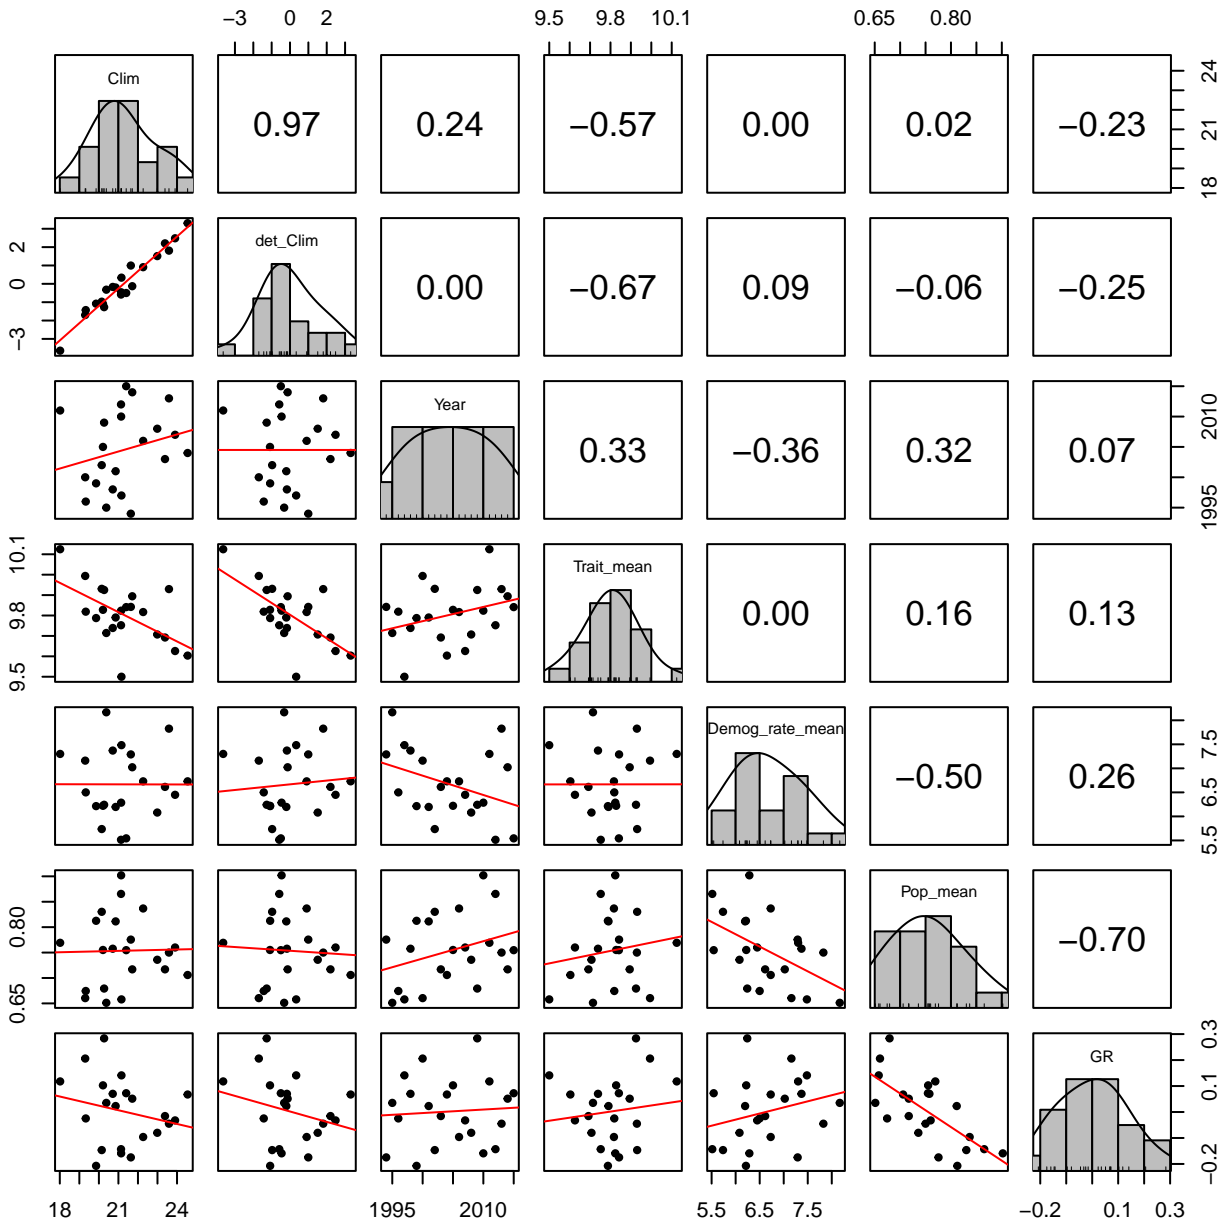 −3 0 2 9.5 9.8 10.1 0.65 0.80
Clim 0.97 0.24 −0.57 0.00 0.02 −0.23 18 21 24
−3 0 2 det_Clim 0.00 −0.67 0.09 −0.06 −0.25
Year 0.33 −0.36 0.32 0.07 1995 2010
9.5 9.8 10.1 Trait_mean 0.00 0.16 0.13
Demog_rate_mean −0.50 0.26 5.5 6.5 7.5
0.65 0.80 Pop_mean −0.70
GR −0.2 0.1 0.3
18 21 24 1995 2010 5.5 6.5 7.5 −0.2 0.1 0.3